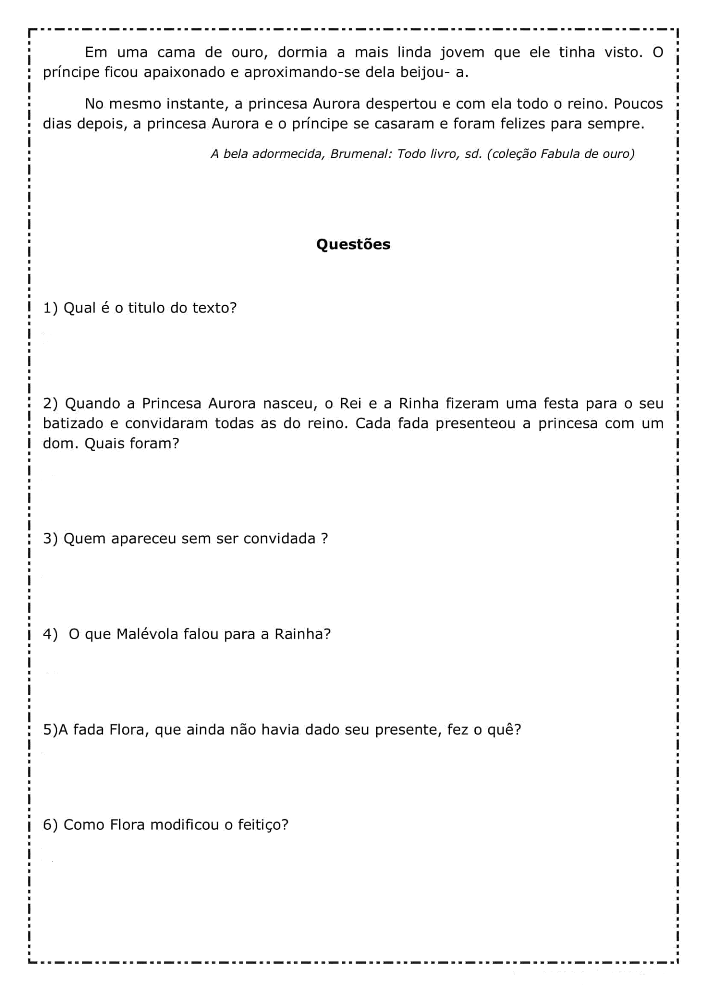 Em uma cama de ouro, dormia a mais linda jovem que ele tinha visto. O
príncipe ficou apaixonado e aproximando-se dela beijou- a.
No mesmo instante, a princesa Aurora despertou e com ela todo o reino. Poucos
dias depois, a princesa Aurora e o príncipe se casaram e foram felizes para sempre.
A bela adormecida, Brumenal: Todo livro, sd. (coleção Fabula de ouro)
Questões
1) Qual é o titulo do texto?
2) Quando a Princesa Aurora nasceu, o Rei e a Rinha fizeram uma festa para o seu
batizado e convidaram todas as do reino. Cada fada presenteou a princesa com um
dom. Quais foram?
3) Quem apareceu sem ser convidada ?
4) O que Malévola falou para a Rainha?
5)A fada Flora, que ainda não havia dado seu presente, fez o quê?
6) Como Flora modificou o feitiço?